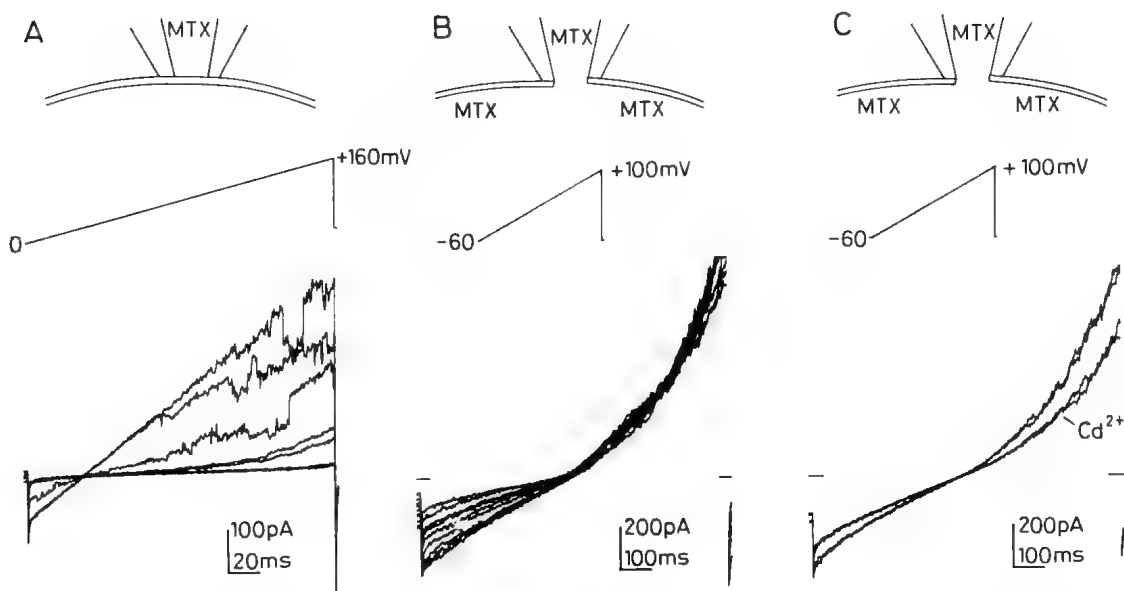 A
MTX
0
+160mV
100pA
20ms
B
MTX
MTX
MTX
-60
+100mV
200pA
100ms
C
MTX
MTX
MTX
-60
+100mV
Cd2+
200pA
100ms